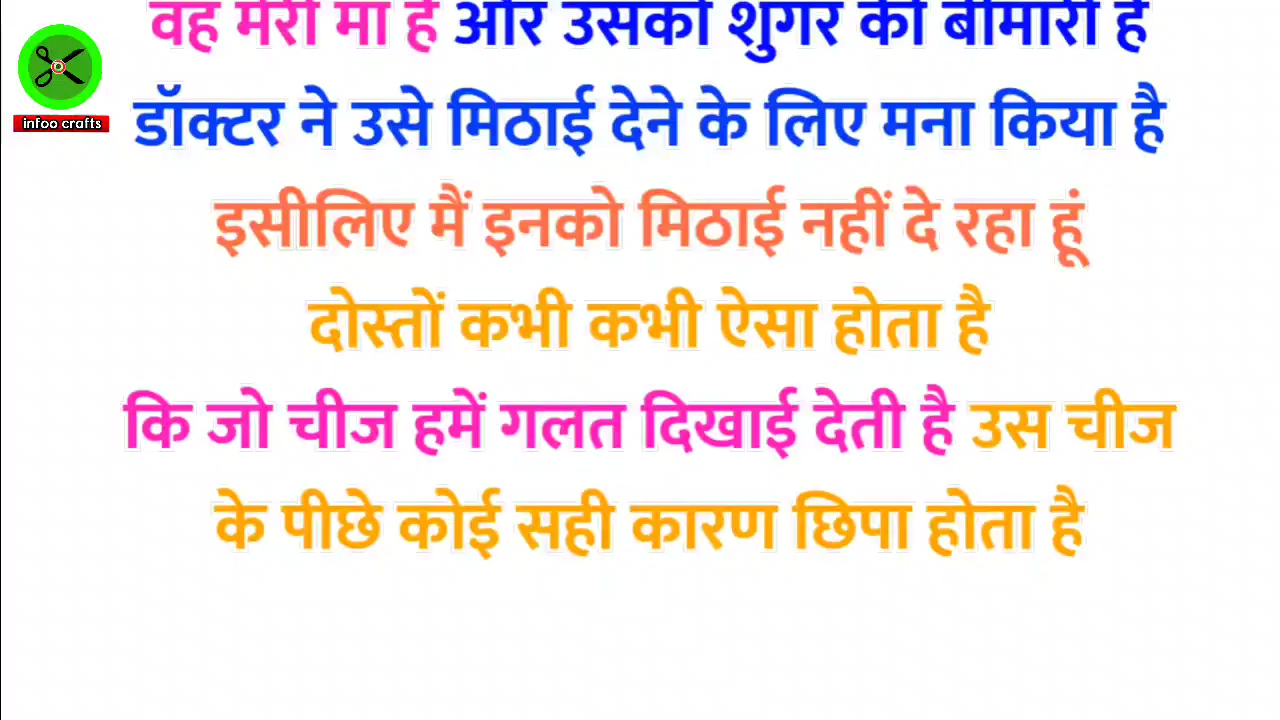 वह मेरी मां है और उसको शुगर की बीमारी है
infoo crafts
डॉक्टर ने उसे मिठाई देने के लिए मना किया है
इसीलिए मैं इनको मिठाई नहीं दे रहा हूं
दोस्तों कभी कभी ऐसा होता है
कि जो चीज हमें गलत दिखाई देती है उस चीज
के पीछे कोई सही कारण छिपा होता है